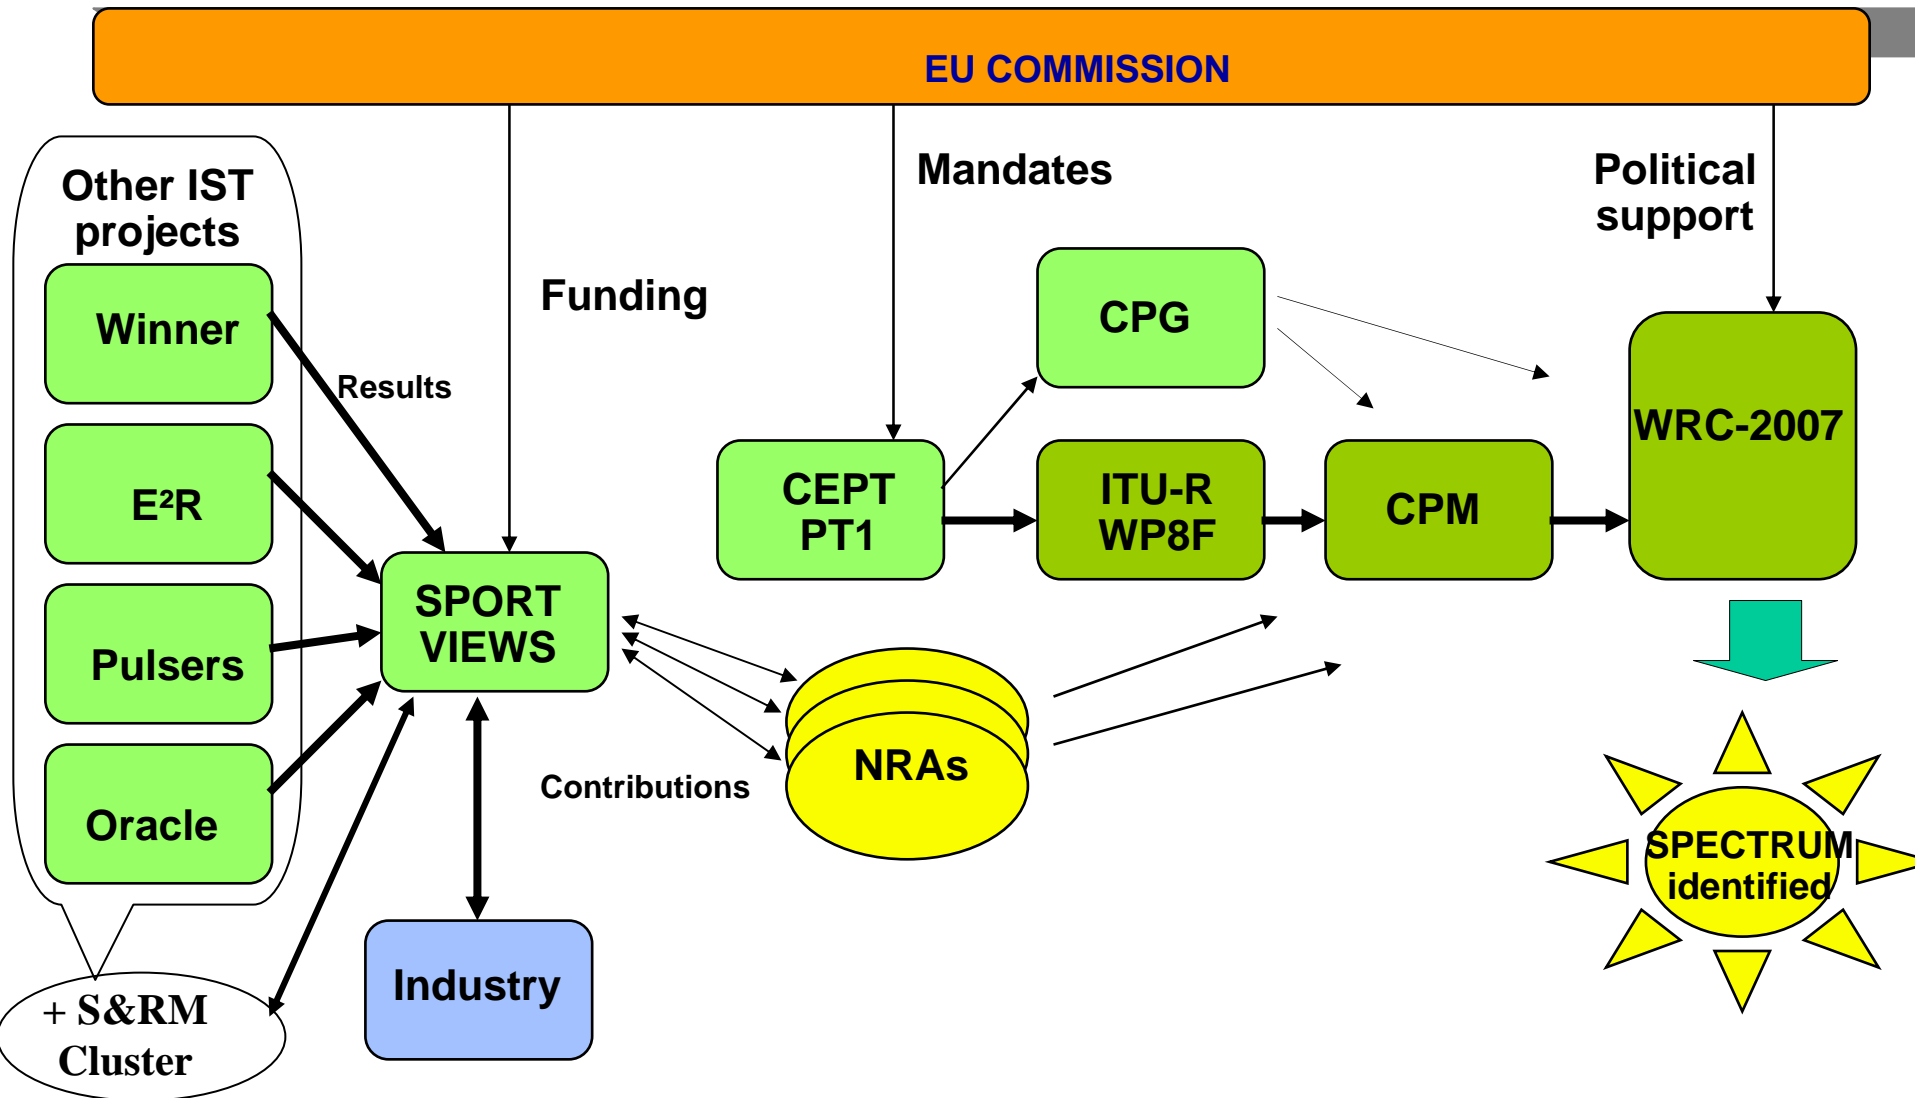 EU COMMISSION
Mandates
Political
support
Other IST
projects
Funding
Winner
Results
E²R
Pulsers
Oracle
+ S&RM
Cluster
SPORT
VIEWS
Industry
Contributions
NRAs
CEPT
PT1
CPG
ITU-R
WP8F
CPM
WRC-2007
SPECTRUM
identified